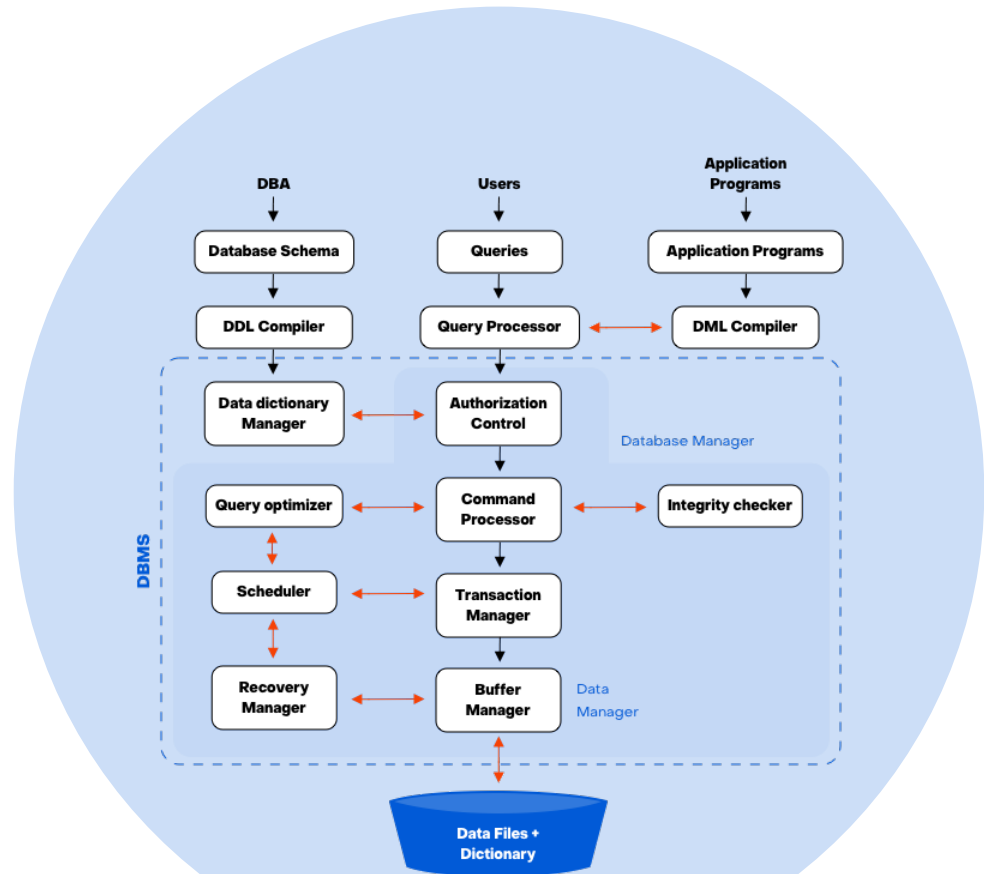 Application
Programs
DBA
Users
Database Schema
Queries
Application Programs
DDL Compiler
Query Processor
DML Compiler
Data dictionary
Manager
Authorization
Control
Database Manager
Query optimizer
Command
Processor
Integrity checker
DBMS
Scheduler
Transaction
Manager
Recovery
Manager
Buffer
Manager
Data
Manager
Data Files +
Dictionary